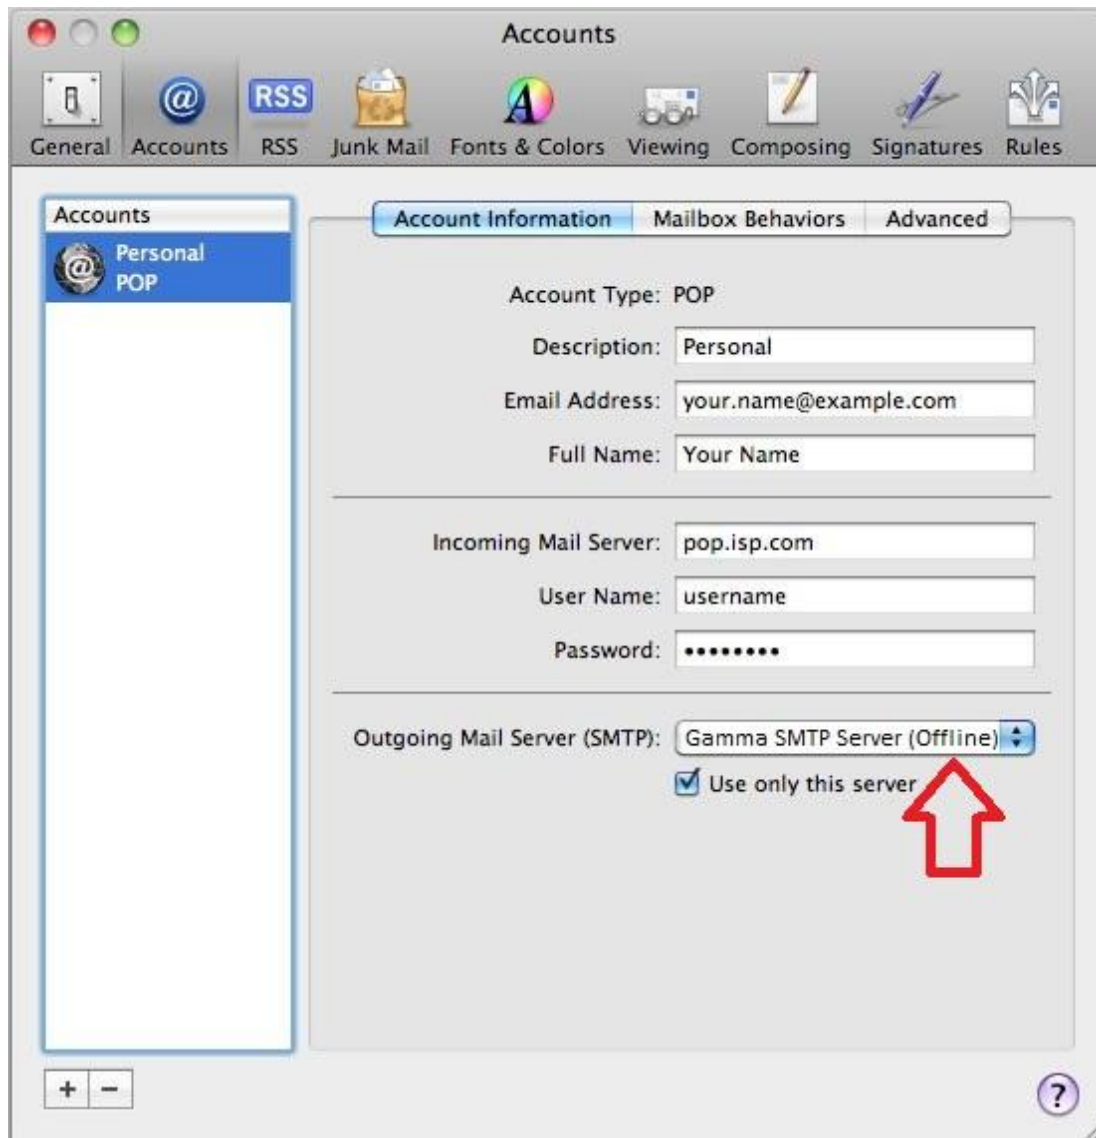 Accounts
RSS
General Accounts RSS Junk Mail Fonts & Colors Viewing Composing Signatures Rules
Accounts
Personal
POP
Account Information Mailbox Behaviors Advanced
Account Type: POP
Description: Personal
Email Address: your.name@example.com
Full Name: Your Name
Incoming Mail Server: pop.isp.com
User Name: username
Password: ••••••••
Outgoing Mail Server (SMTP): Gamma SMTP Server (Offline)
Use only this server
+ −
?